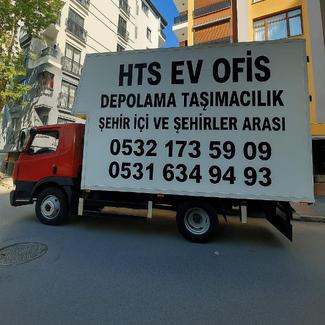 HTS EV OFİS
DEPOLAMA TAŞIMACILIK
ŞEHİR İÇİ VE ŞEHİRLER ARASI
0532 173 59 09
0531 634 94 93